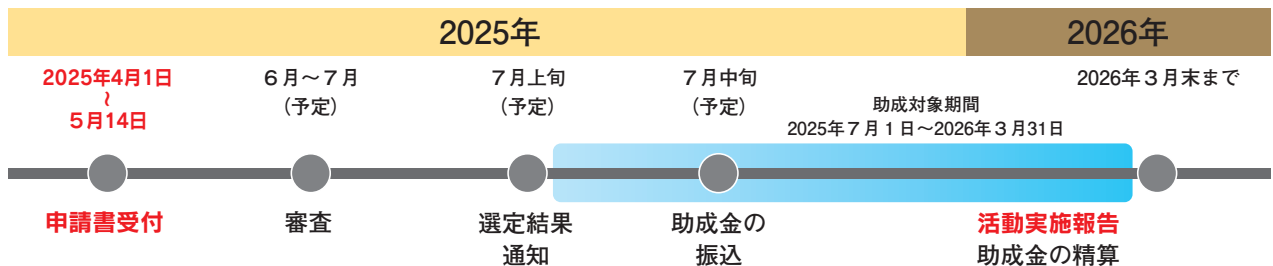 2025年
2026年
2025年4月1日
〜
5月14日
6月〜7月
(予定)
7月上旬
(予定)
7月中旬
(予定)
助成対象期間
2025年7月1日〜2026年3月31日
2026年3月末まで
申請書受付
審査
選定結果
通知
助成金の
振込
活動実施報告
助成金の精算